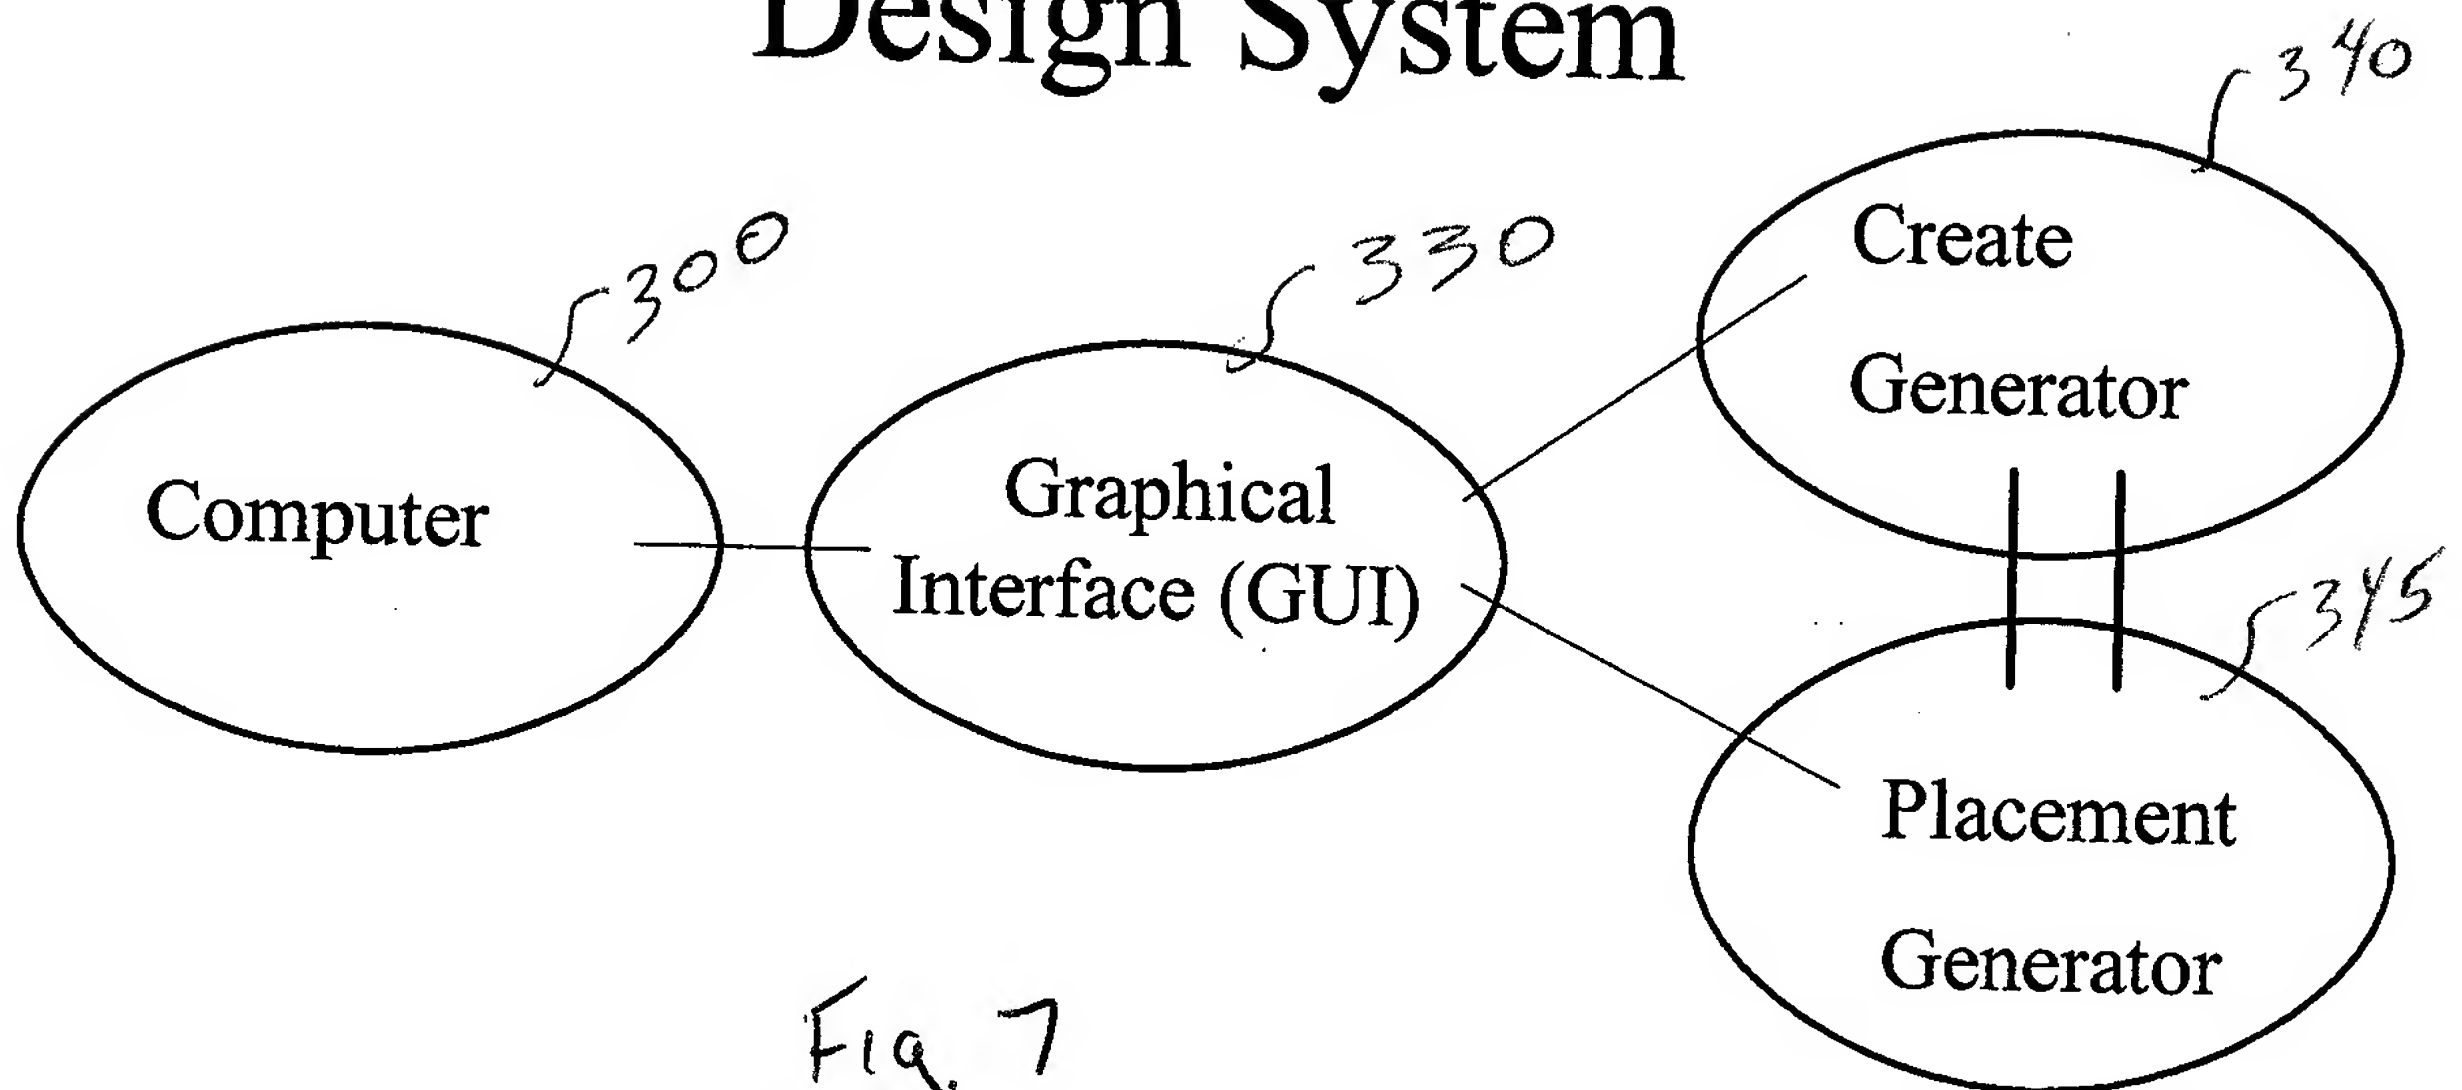 Design System
340
300
330
Create
Generator
Computer
Graphical
Interface (GUI)
345
Placement
Generator
Fig. 7